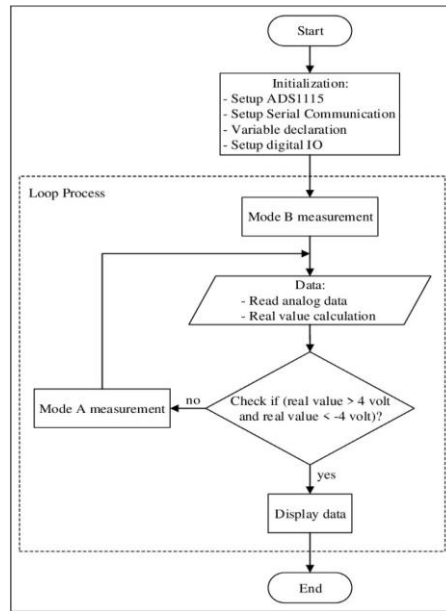 Start
Initialization:
- Setup ADS1115
- Setup Serial Communication
- Variable declaration
- Setup digital IO
Loop Process
Mode B measurement
Data:
- Read analog data
- Real value calculation
Check if (real value > 4 volt
and real value < -4 volt)?
no
Mode A measurement
yes
Display data
End